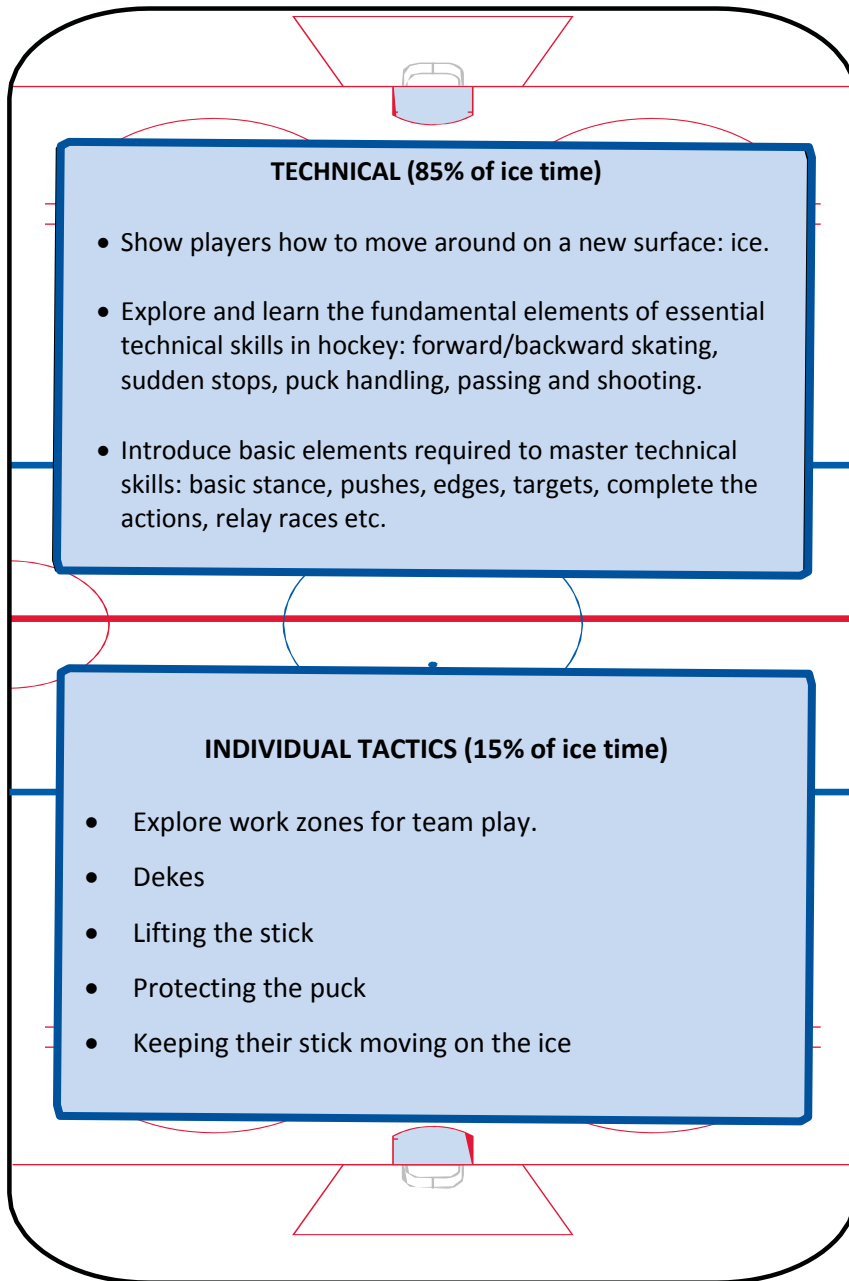 TECHNICAL (85% of ice time)
• Show players how to move around on a new surface: ice.
• Explore and learn the fundamental elements of essential
technical skills in hockey: forward/backward skating,
sudden stops, puck handling, passing and shooting.
• Introduce basic elements required to master technical
skills: basic stance, pushes, edges, targets, complete the
actions, relay races etc.
INDIVIDUAL TACTICS (15% of ice time)
• Explore work zones for team play.
• Dekes
• Lifting the stick
• Protecting the puck
• Keeping their stick moving on the ice